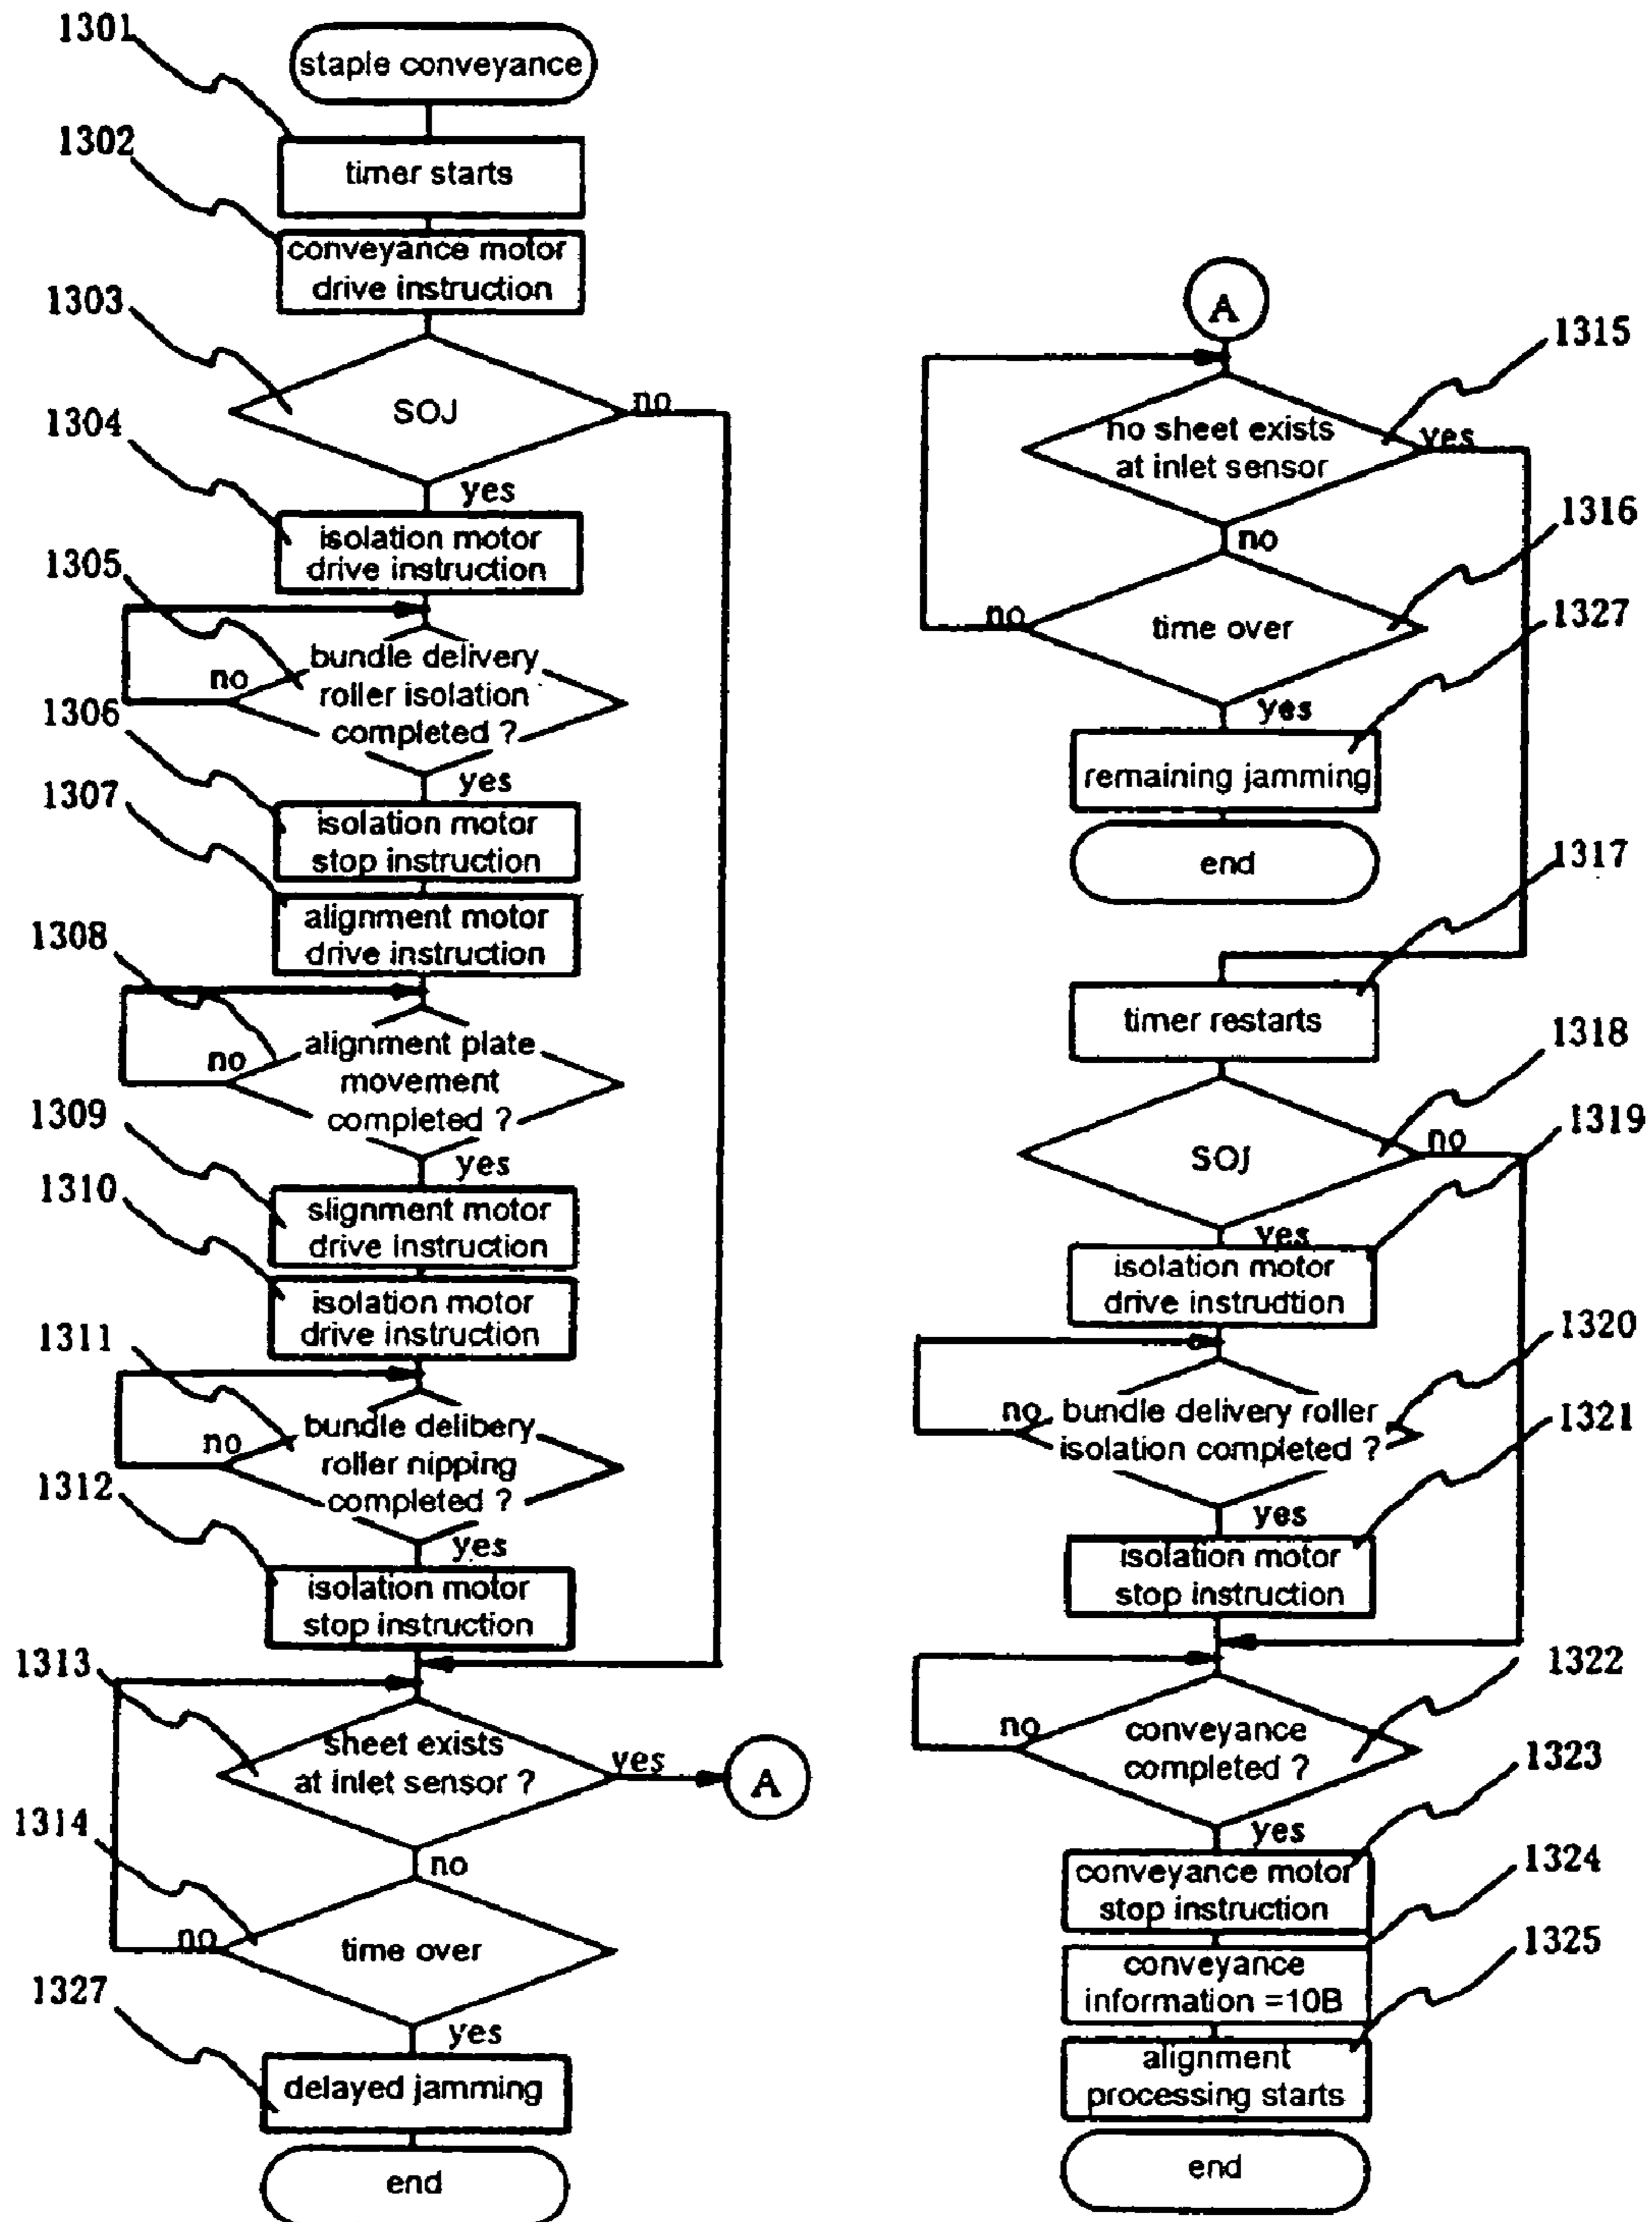 1301
staple conveyance
1302
timer starts
conveyance motor
drive instruction
1303
SOJ
no
1304
yes
isolation motor
drive instruction
1305
bundle delivery
roller isolation
completed ?
no
1306
yes
isolation motor
stop instruction
1307
alignment motor
drive instruction
1308
alignment plate
movement
completed ?
no
1309
yes
slignment motor
drive instruction
1310
isolation motor
drive instruction
1311
bundle delibery
roller nipping
completed ?
no
1312
yes
isolation motor
stop instruction
1313
sheet exists
at inlet sensor ?
yes
A
1314
no
time over
no
1327
yes
delayed jamming
end
A
1315
no sheet exists
at inlet sensor
yes
1316
no
time over
no
1327
yes
remaining jamming
end
1317
timer restarts
1318
SOJ
no
1319
yes
isolation motor
drive instrudtion
1320
no
bundle delivery roller
isolation completed ?
1321
yes
isolation motor
stop instruction
1322
no
conveyance
completed ?
1323
yes
conveyance motor
stop instruction
1324
conveyance
information =10B
1325
alignment
processing starts
end